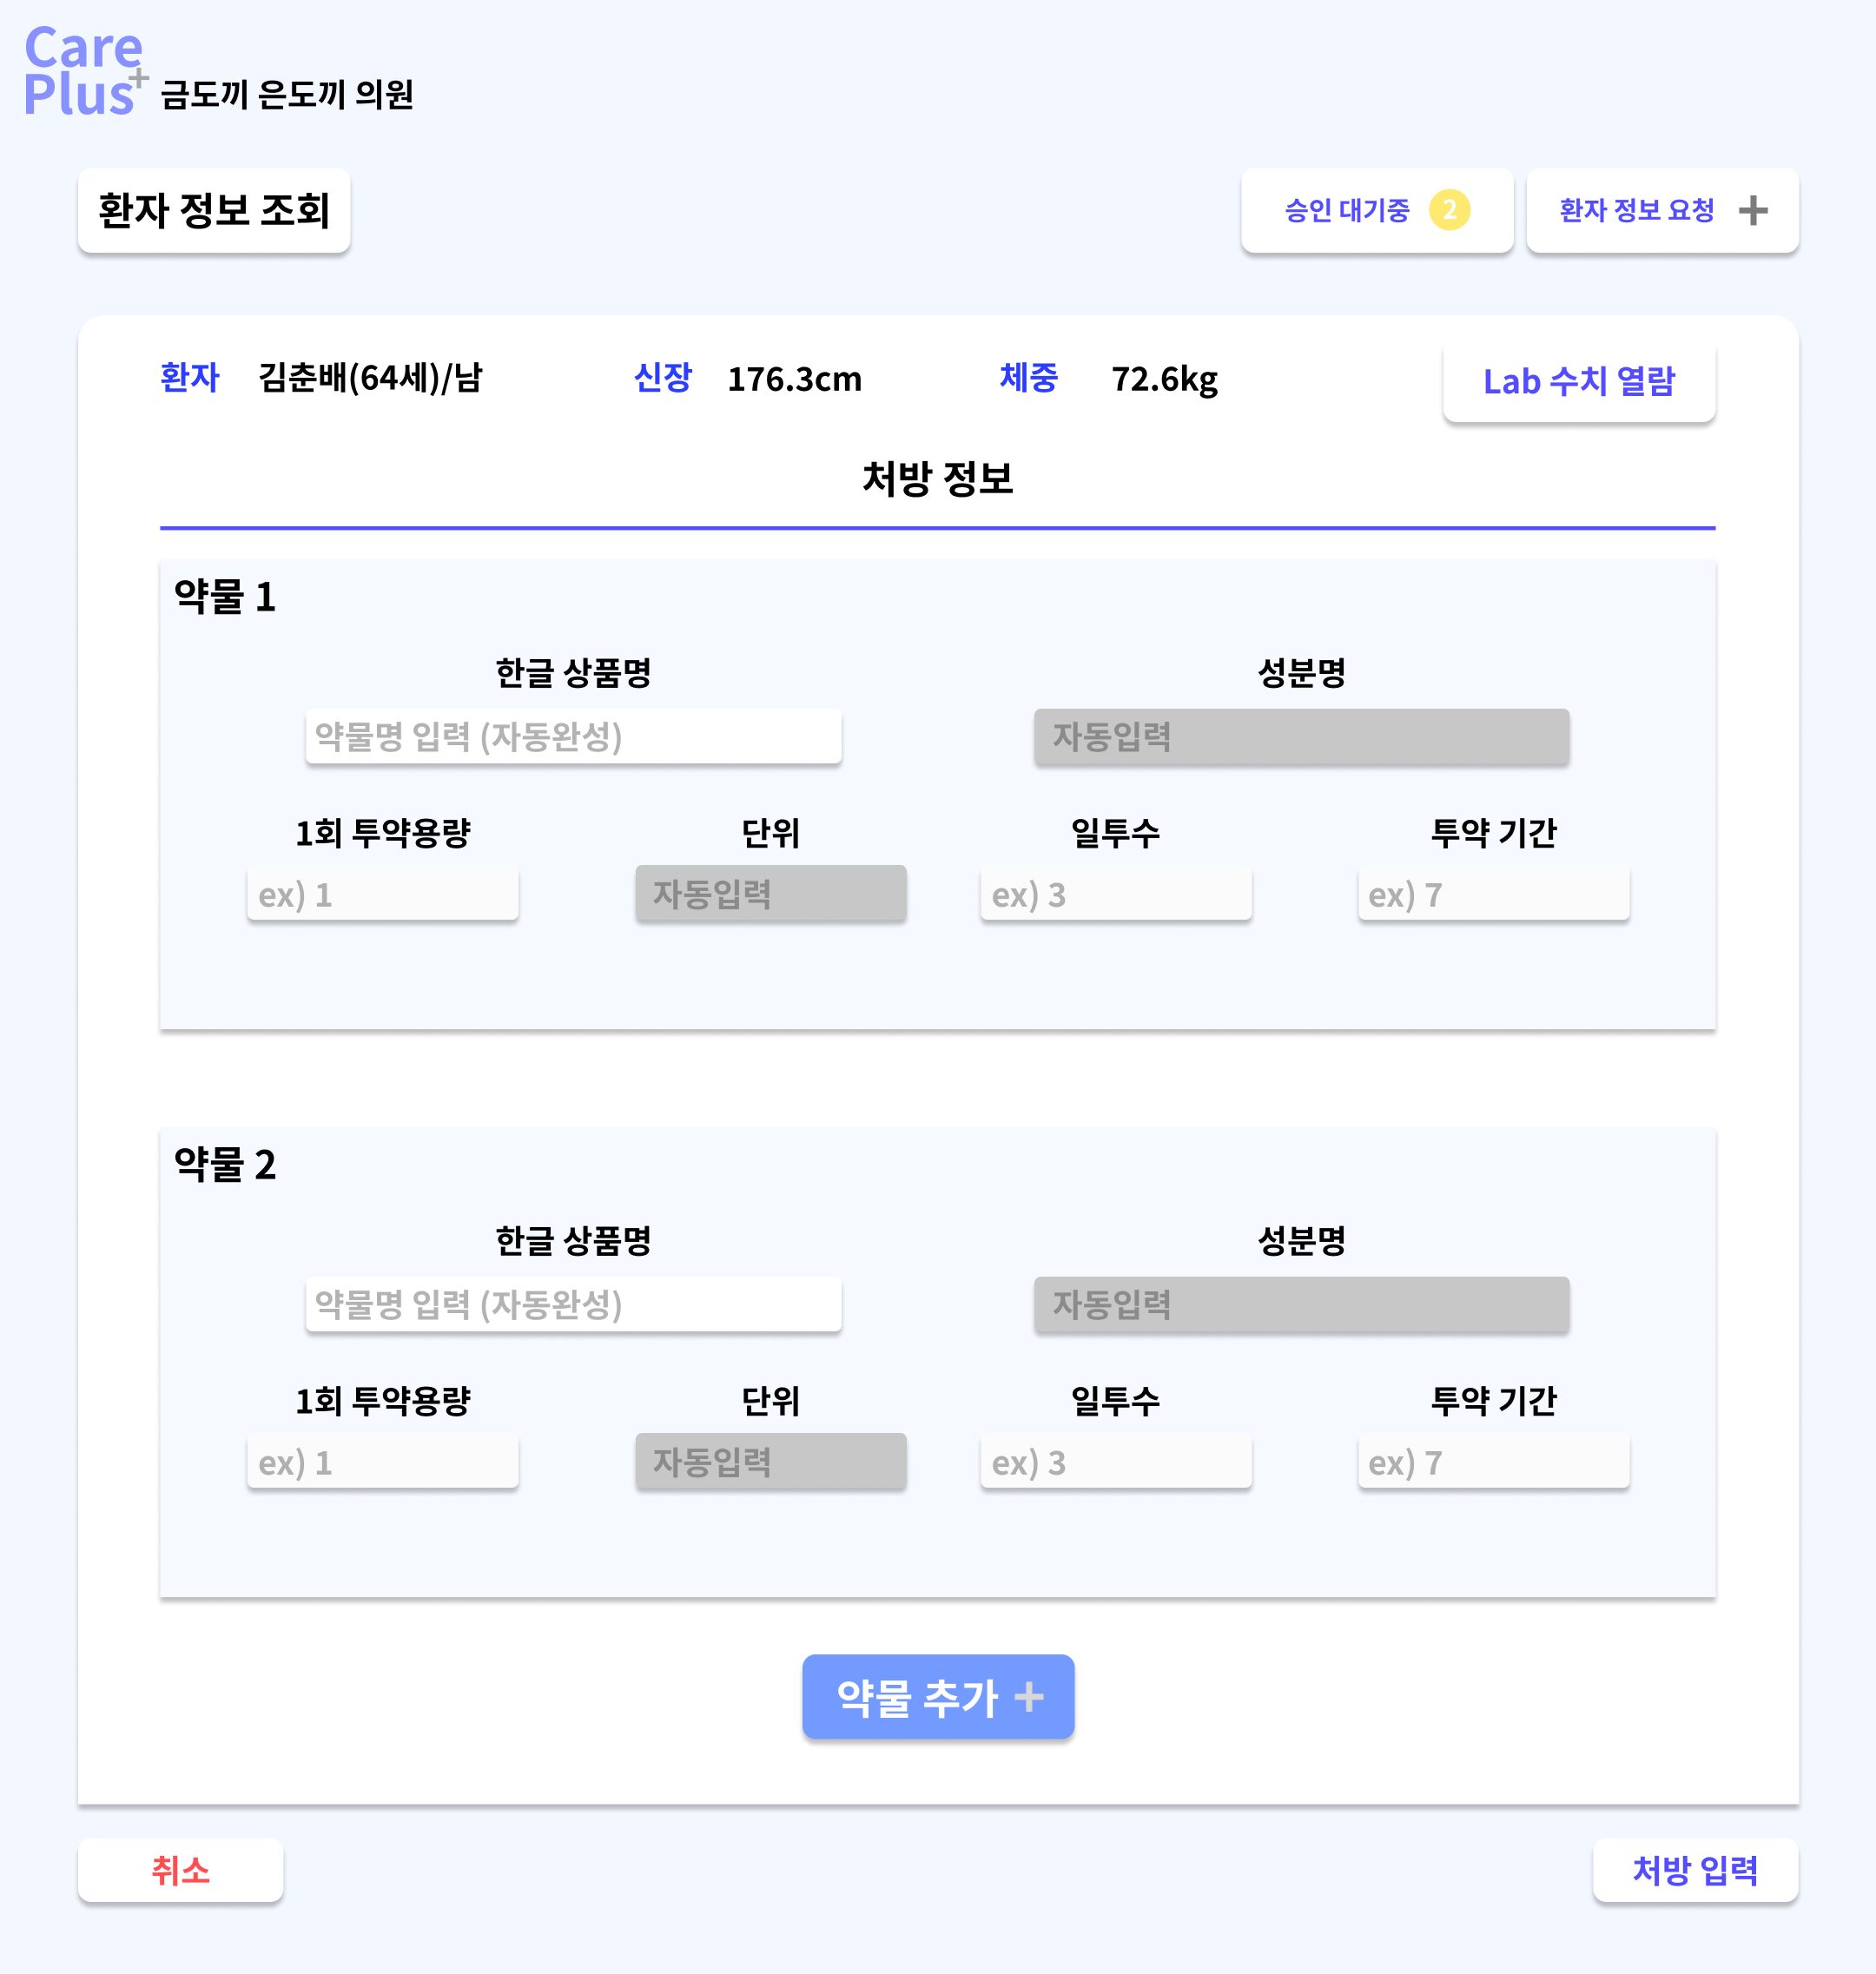 Care
Plus+ 금도끼 은도끼 의원
환자 정보 조회
승인 대기중 2
환자 정보 요청 +
환자 김춘배(64세)/남 신장 176.3cm 체중 72.6kg Lab 수치 열람
처방 정보
약물 1
한글 상품명 성분명
약물명 입력 (자동완성) 자동입력
1회 투약용량 단위 일투수 투약 기간
ex) 1 자동입력 ex) 3 ex) 7
약물 2
한글 상품명 성분명
약물명 입력 (자동완성) 자동입력
1회 투약용량 단위 일투수 투약 기간
ex) 1 자동입력 ex) 3 ex) 7
약물 추가 +
취소 처방 입력